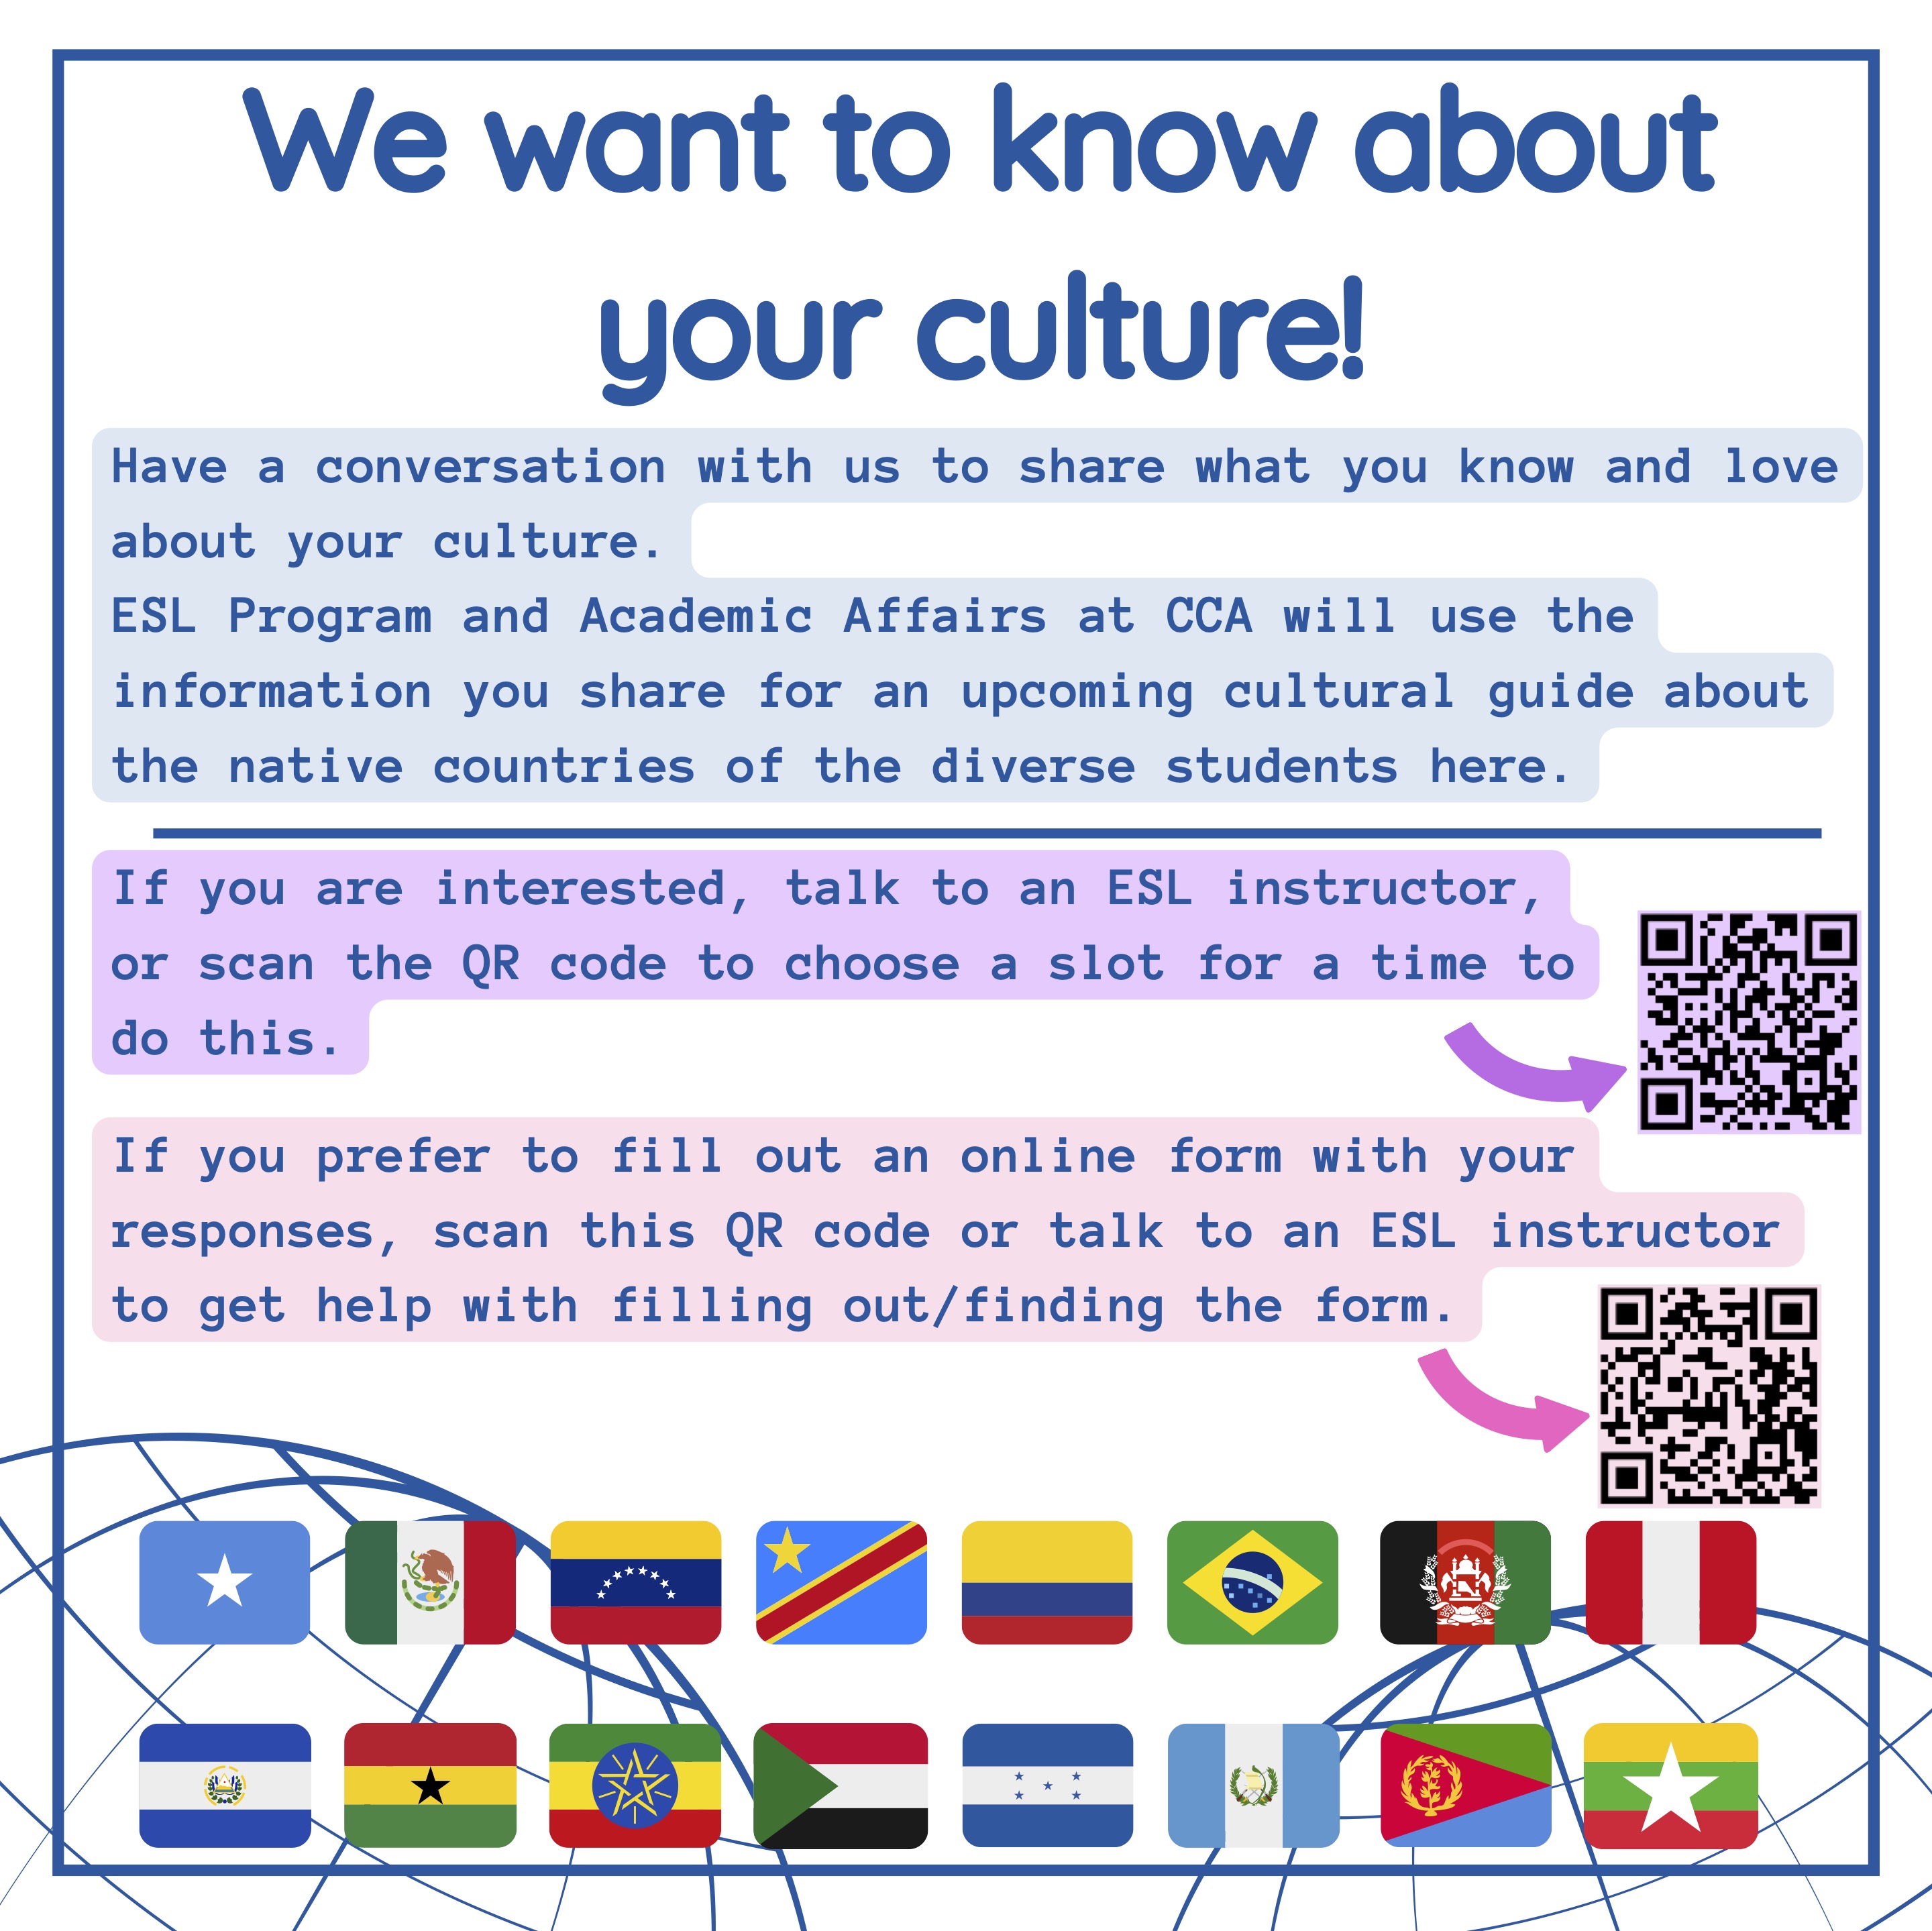 We want to know about
your culture!
Have a conversation with us to share what you know and love
about your culture.
ESL Program and Academic Affairs at CCA will use the
information you share for an upcoming cultural guide about
the native countries of the diverse students here.
If you are interested, talk to an ESL instructor,
or scan the QR code to choose a slot for a time to
do this.
If you prefer to fill out an online form with your
responses, scan this QR code or talk to an ESL instructor
to get help with filling out/finding the form.